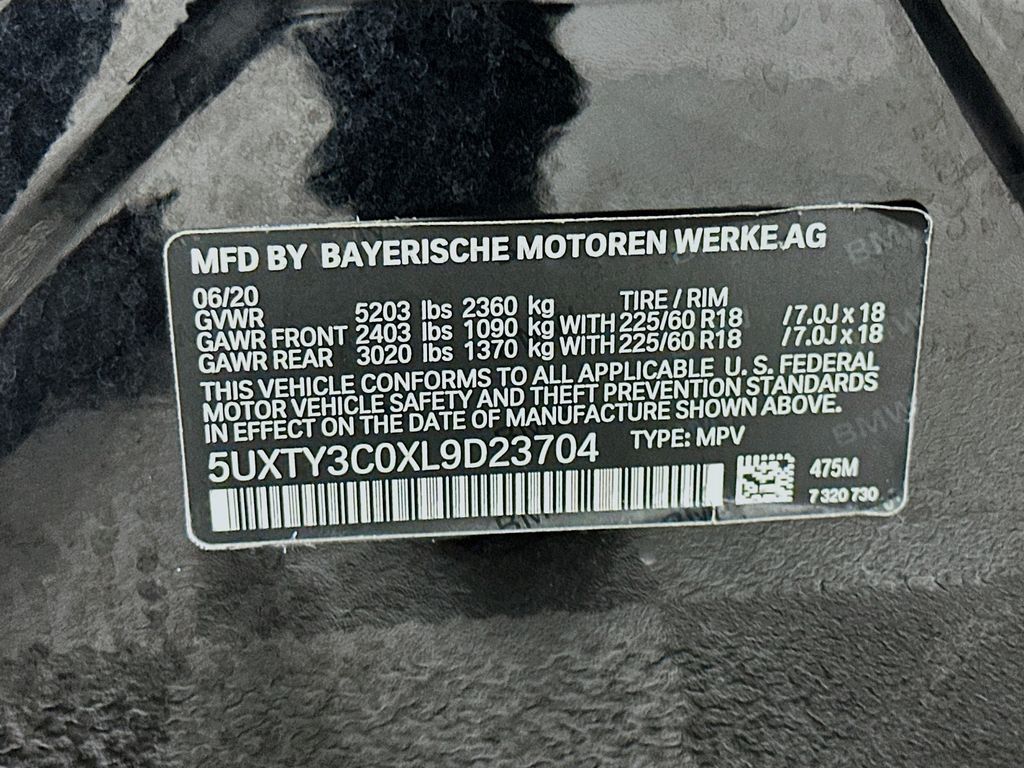 MFD BY BAYERISCHE MOTOREN WERKE AG
06/20 TIRE / RIM
GVWR 5203 lbs 2360 kg
GAWR FRONT 2403 lbs 1090 kg WITH 225/60 R18 /7.0J x 18
GAWR REAR 3020 lbs 1370 kg WITH 225/60 R18 /7.0J x 18
THIS VEHICLE CONFORMS TO ALL APPLICABLE U. S. FEDERAL
MOTOR VEHICLE SAFETY AND THEFT PREVENTION STANDARDS
IN EFFECT ON THE DATE OF MANUFACTURE SHOWN ABOVE.
5UXTY3C0XL9D23704 TYPE: MPV
475M
7 320 730